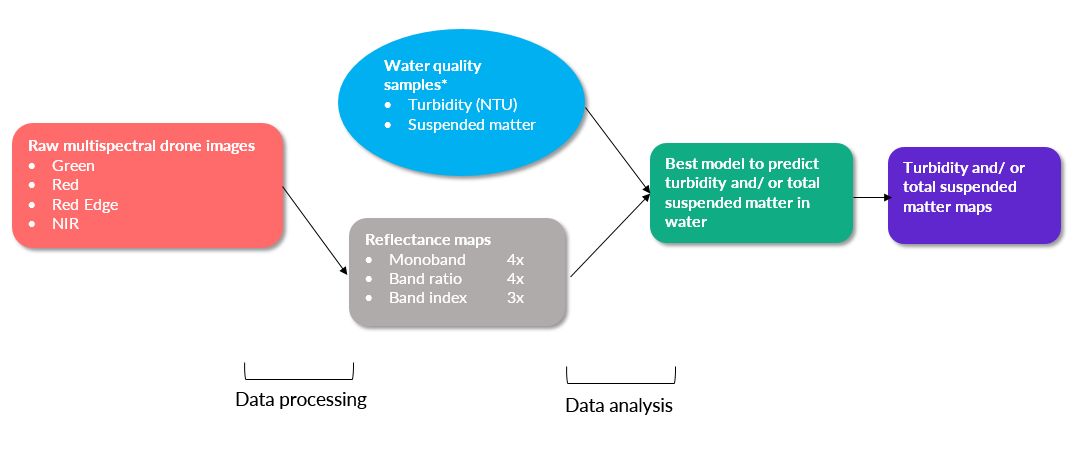 Water quality
samples*
• Turbidity (NTU)
• Suspended matter
Raw multispectral drone images
• Green
• Red
• Red Edge
• NIR
Reflectance maps
• Monoband 4x
• Band ratio 4x
• Band index 3x
Best model to predict
turbidity and/ or total
suspended matter in
water
Turbidity and/ or
total suspended
matter maps
Data processing
Data analysis